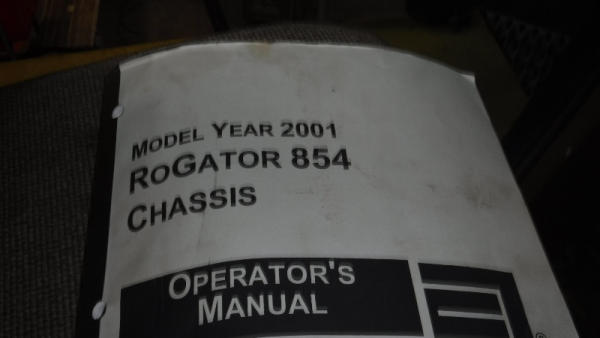 MODEL YEAR 2001
ROGATOR 854
CHASSIS
OPERATOR'S
MANUAL
®